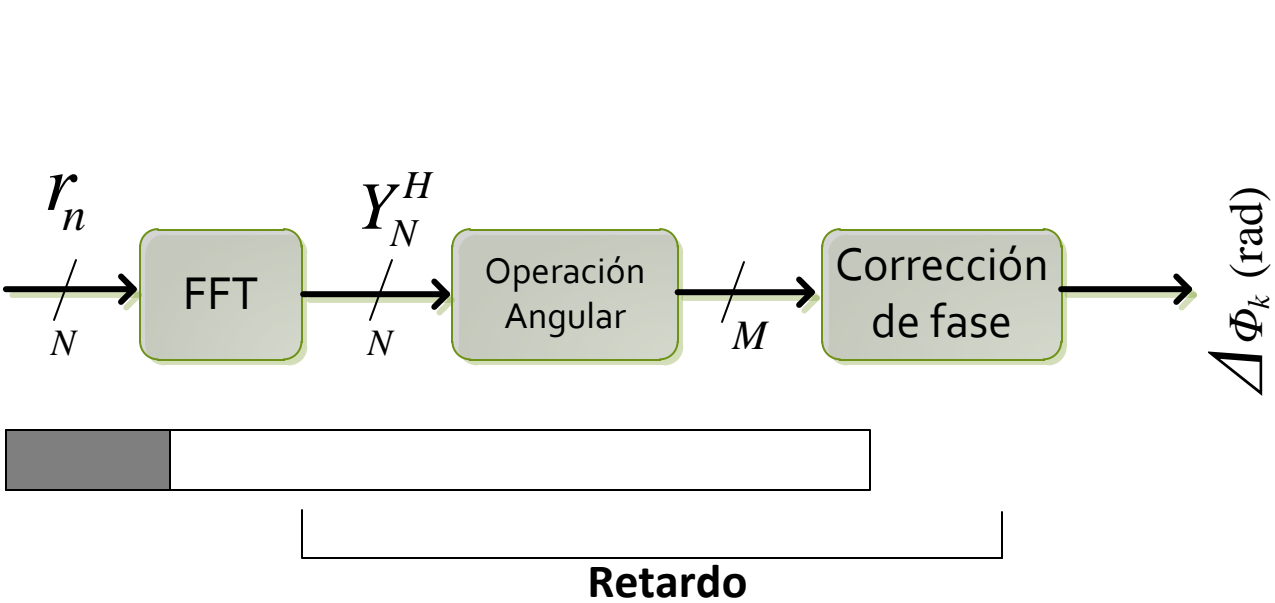 r_n
N
FFT
Y_N^H
N
Operación
Angular
M
Corrección
de fase
ΔΦ_k (rad)
Retardo